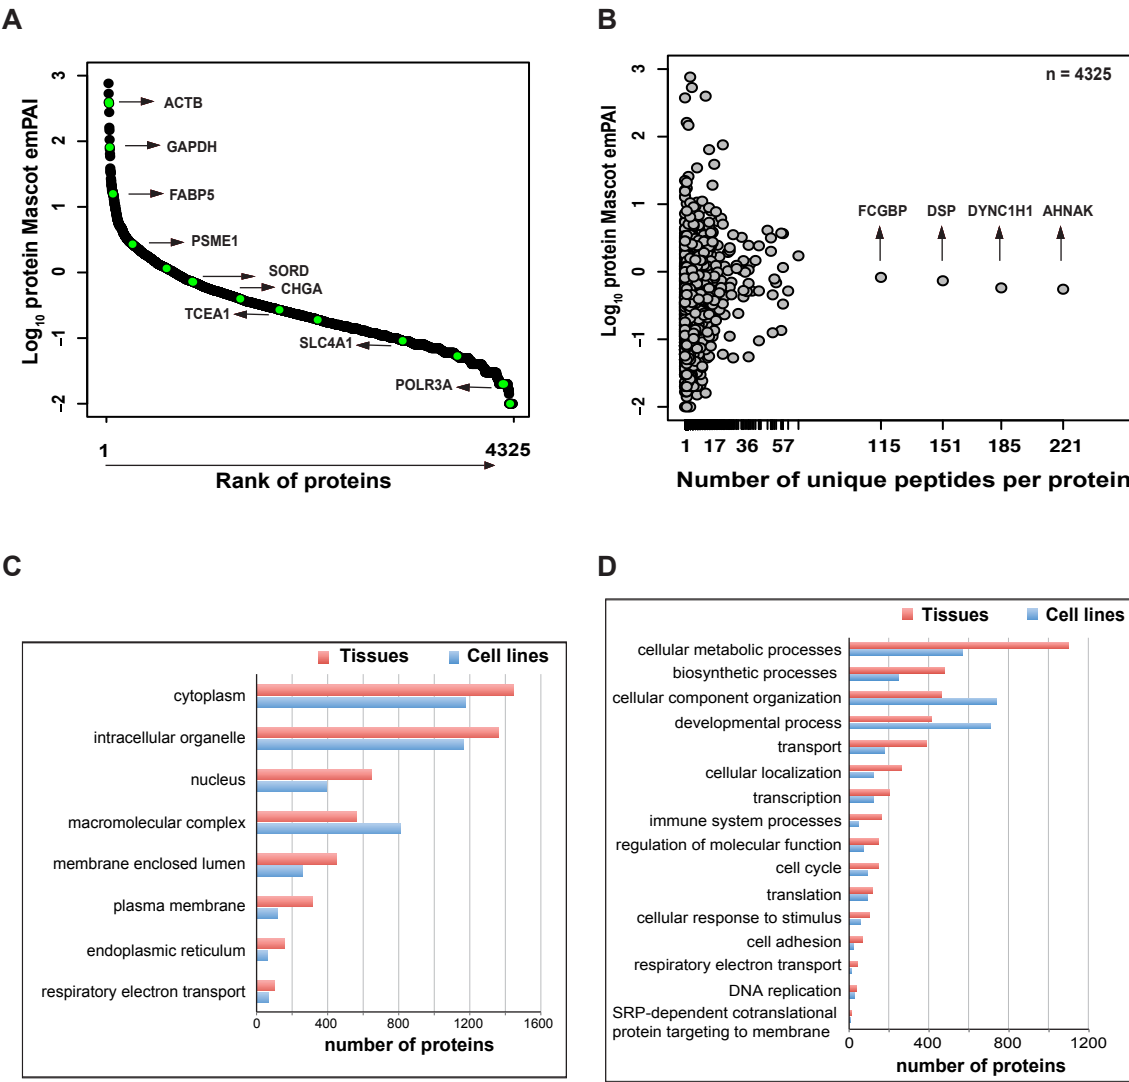 A
B
3
2
1
0
−1
−2
Log10 protein Mascot emPAI
ACTB
GAPDH
FABP5
PSME1
SORD
CHGA
TCEA1
SLC4A1
POLR3A
1
4325
Rank of proteins
3
2
1
0
−1
−2
Log10 protein Mascot emPAI
n = 4325
FCGBP DSP DYNC1H1 AHNAK
1 17 36 57 115 151 185 221
Number of unique peptides per protein
C
D
Tissues Cell lines
cytoplasm
intracellular organelle
nucleus
macromolecular complex
membrane enclosed lumen
plasma membrane
endoplasmic reticulum
respiratory electron transport
0 400 800 1200 1600
number of proteins
Tissues Cell lines
cellular metabolic processes
biosynthetic processes
cellular component organization
developmental process
transport
cellular localization
transcription
immune system processes
regulation of molecular function
cell cycle
translation
cellular response to stimulus
cell adhesion
respiratory electron transport
DNA replication
SRP-dependent cotranslational
protein targeting to membrane
0 400 800 1200
number of proteins